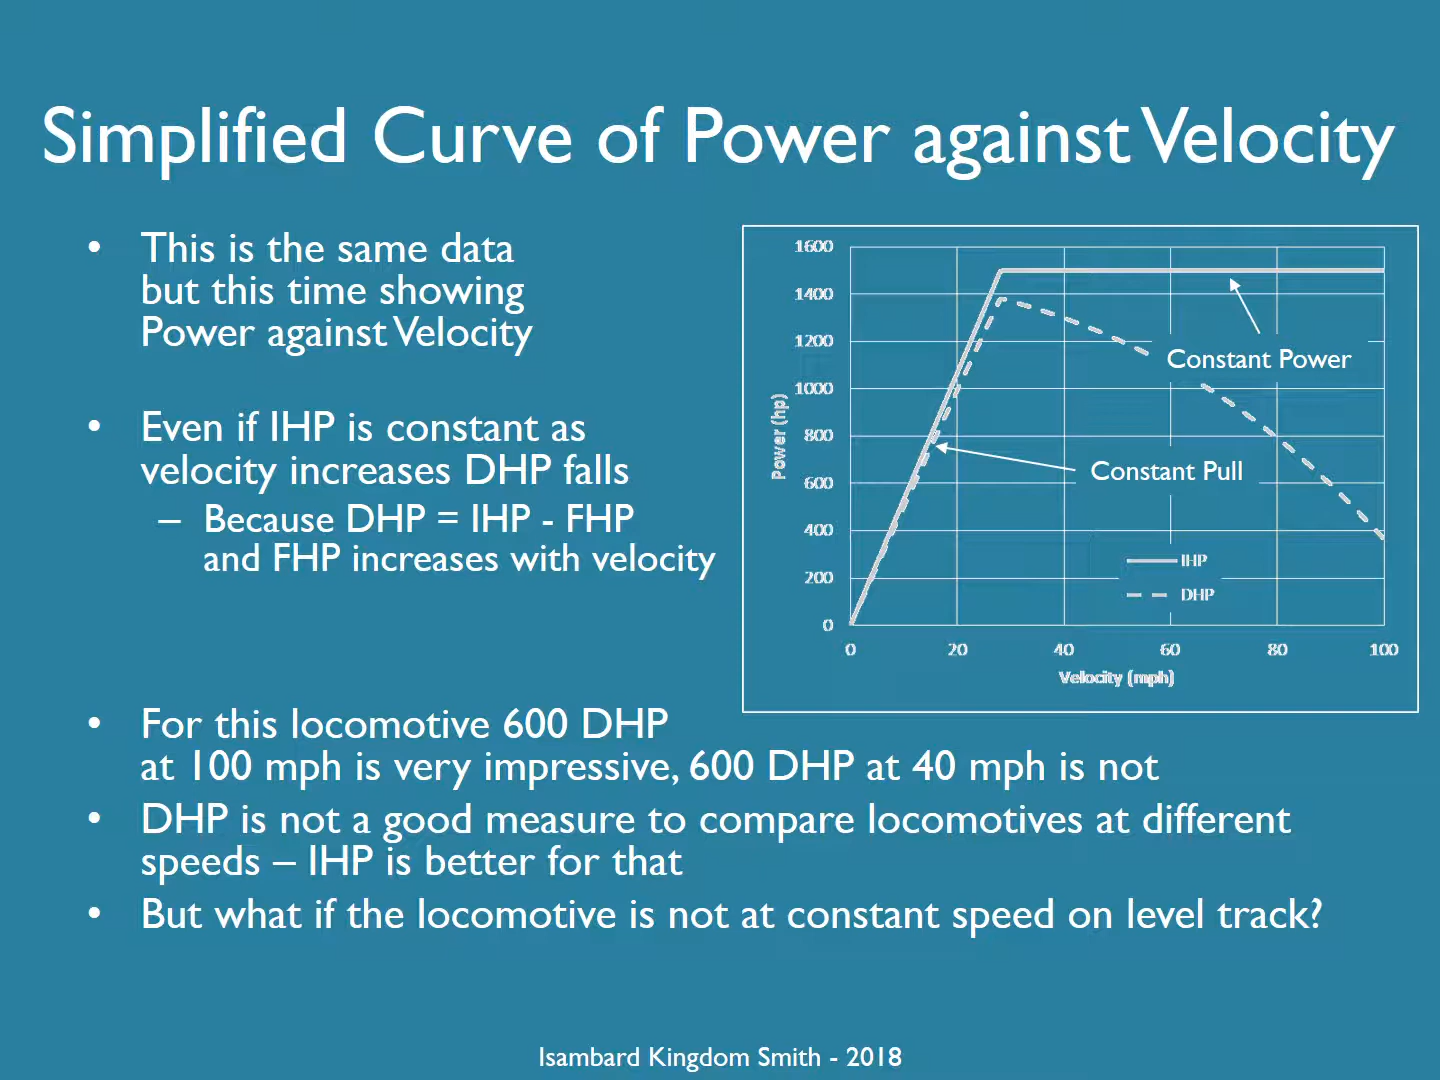 Simplified Curve of Power against Velocity
• This is the same data
but this time showing
Power against Velocity
• Even if IHP is constant as
velocity increases DHP falls
– Because DHP = IHP - FHP
and FHP increases with velocity
1600
1400
1200
1000
800
600
400
200
0
Power (hp)
Constant Power
Constant Pull
IHP
DHP
0 20 40 60 80 100
Velocity (mph)
• For this locomotive 600 DHP
at 100 mph is very impressive, 600 DHP at 40 mph is not
• DHP is not a good measure to compare locomotives at different
speeds – IHP is better for that
• But what if the locomotive is not at constant speed on level track?
Isambard Kingdom Smith - 2018